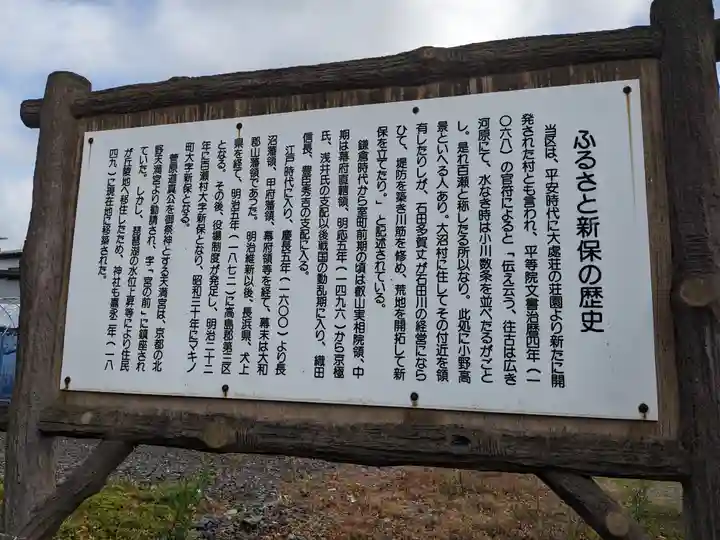 ふるさと新保の歴史
当区は、平安時代に大處荘の荘園より新たに開
発された村とも言われ、平等院文書治暦四年（一
〇六八）の官符によると「伝え云う、往古は広き
河原にて、水なき時は小川数条を並べたるがごと
し。是れ百瀬と称したる所以なり。此処に小野高
景といへる人あり。大沼村に住してその付近を領
有したりしが、石田多賀丈が石田川の経営になら
ひて、堤防を築き川筋を修め、荒地を開拓して新
保を立てたり。」と記述されている。
鎌倉時代から室町前期の頃は叡山実相院領、中
期は幕府直轄領、明応五年（一四九六）から京極
氏、浅井氏の支配以後戦国の動乱期に入り、織田
信長、豊臣秀吉の支配に入る。
江戸時代に入り、慶長五年（一六〇〇）より長
沼藩領、甲府藩領、幕府領等を経て、幕末は大和
郡山藩領であつた。明治維新以後、長浜県、犬上
県を経て、明治五年（一八七二）に高島郡第三区
となる。その後、役場制度が発足し、明治二十二
年に百瀬村大字新保となり、昭和三十年にマキノ
町大字新保となる。
菅原道真公を御祭神とする天満宮は、京都の北
野天満宮より勧請され、字「宮の前」に鎮座され
ていた。しかし、琵琶湖の水位上昇等により住民
が丘陵地へ移住したため、神社も嘉永二年（一八
四九）に現在地に移築された。